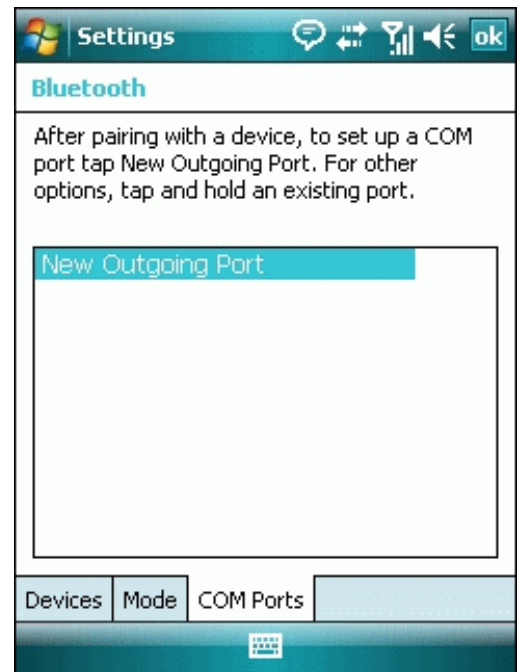 Settings
ok
Bluetooth
After pairing with a device, to set up a COM
port tap New Outgoing Port. For other
options, tap and hold an existing port.
New Outgoing Port
Devices Mode COM Ports